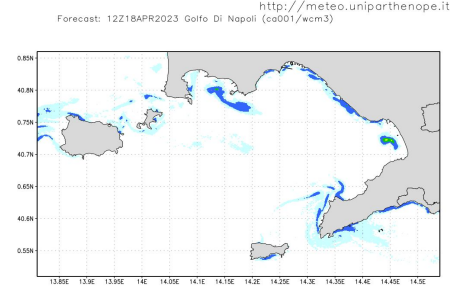 http://meteo.uniparthenope.it
Forecast: 12Z18APR2023 Golfo Di Napoli (ca001/wcm3)
0.85N
40.8N
0.75N
40.7N
0.65N
40.6N
0.55N
13.85E 13.9E 13.95E 14E 14.05E 14.1E 14.15E 14.2E 14.25E 14.3E 14.35E 14.4E 14.45E 14.5E